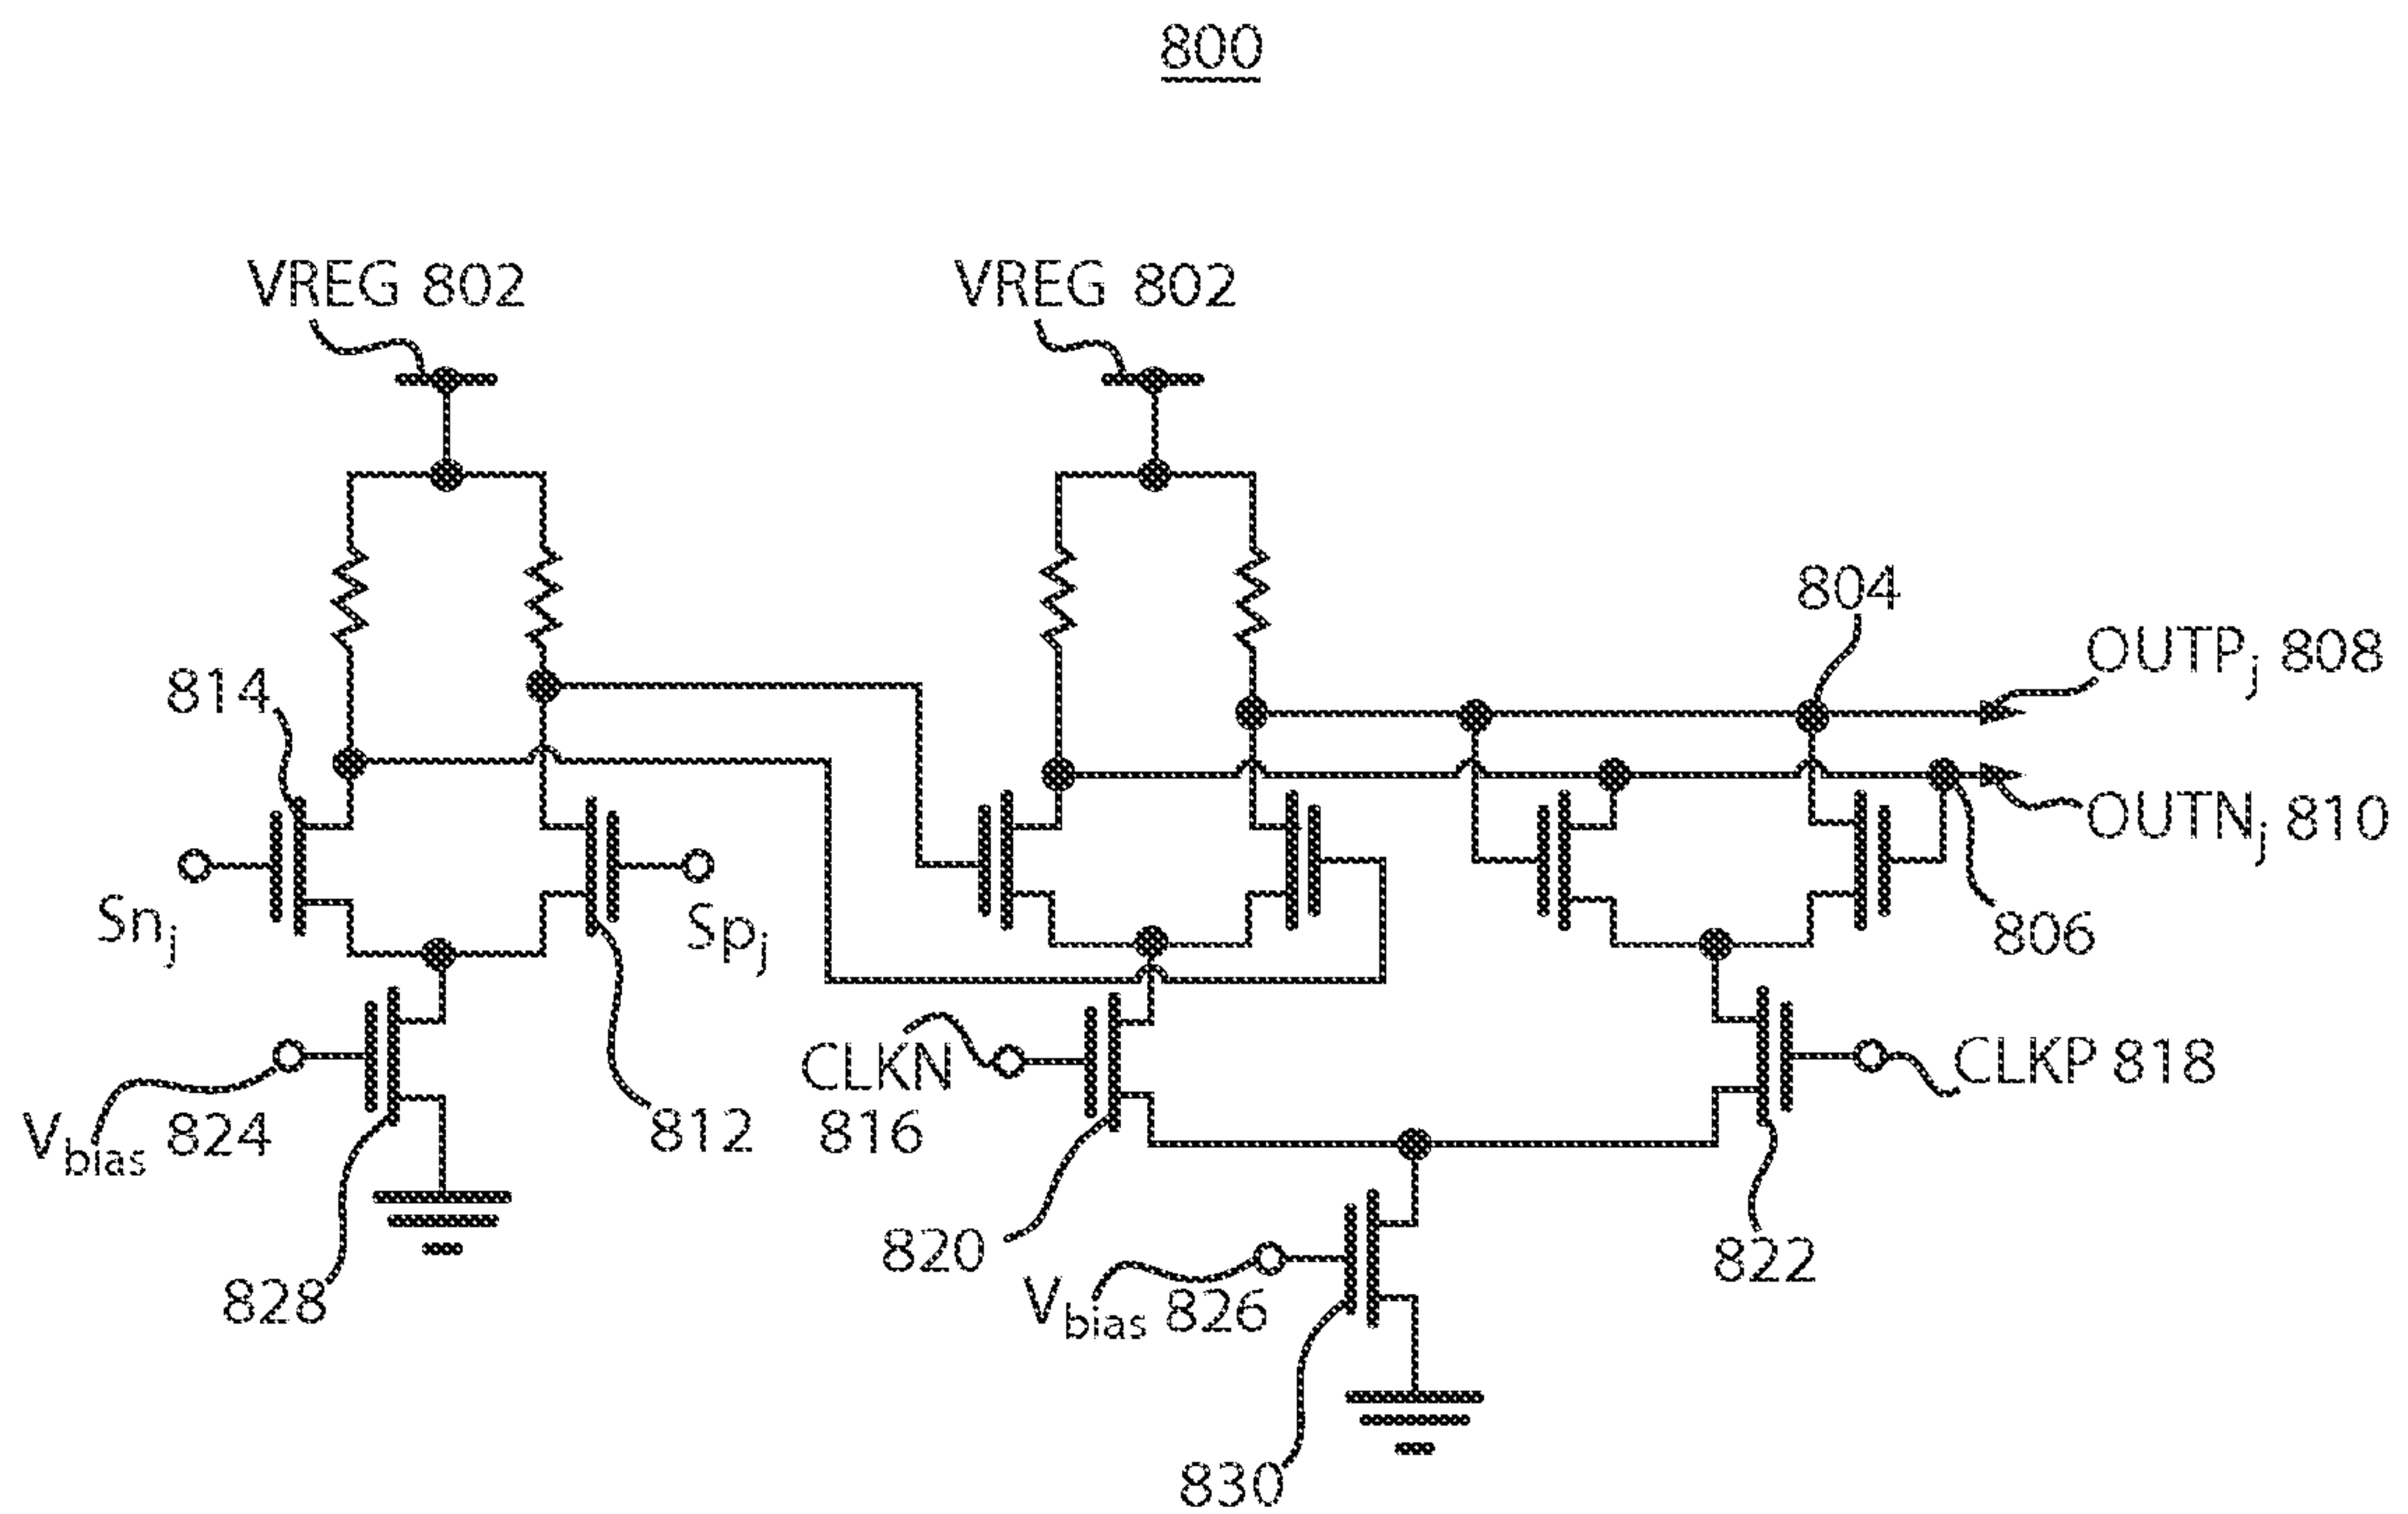 800
VREG 802
VREG 802
804
OUTPj 808
814
OUTNj 810
Snj
Spj
806
CLKN
816
CLKP 818
Vbias 824
812
820
822
828
Vbias 826
830